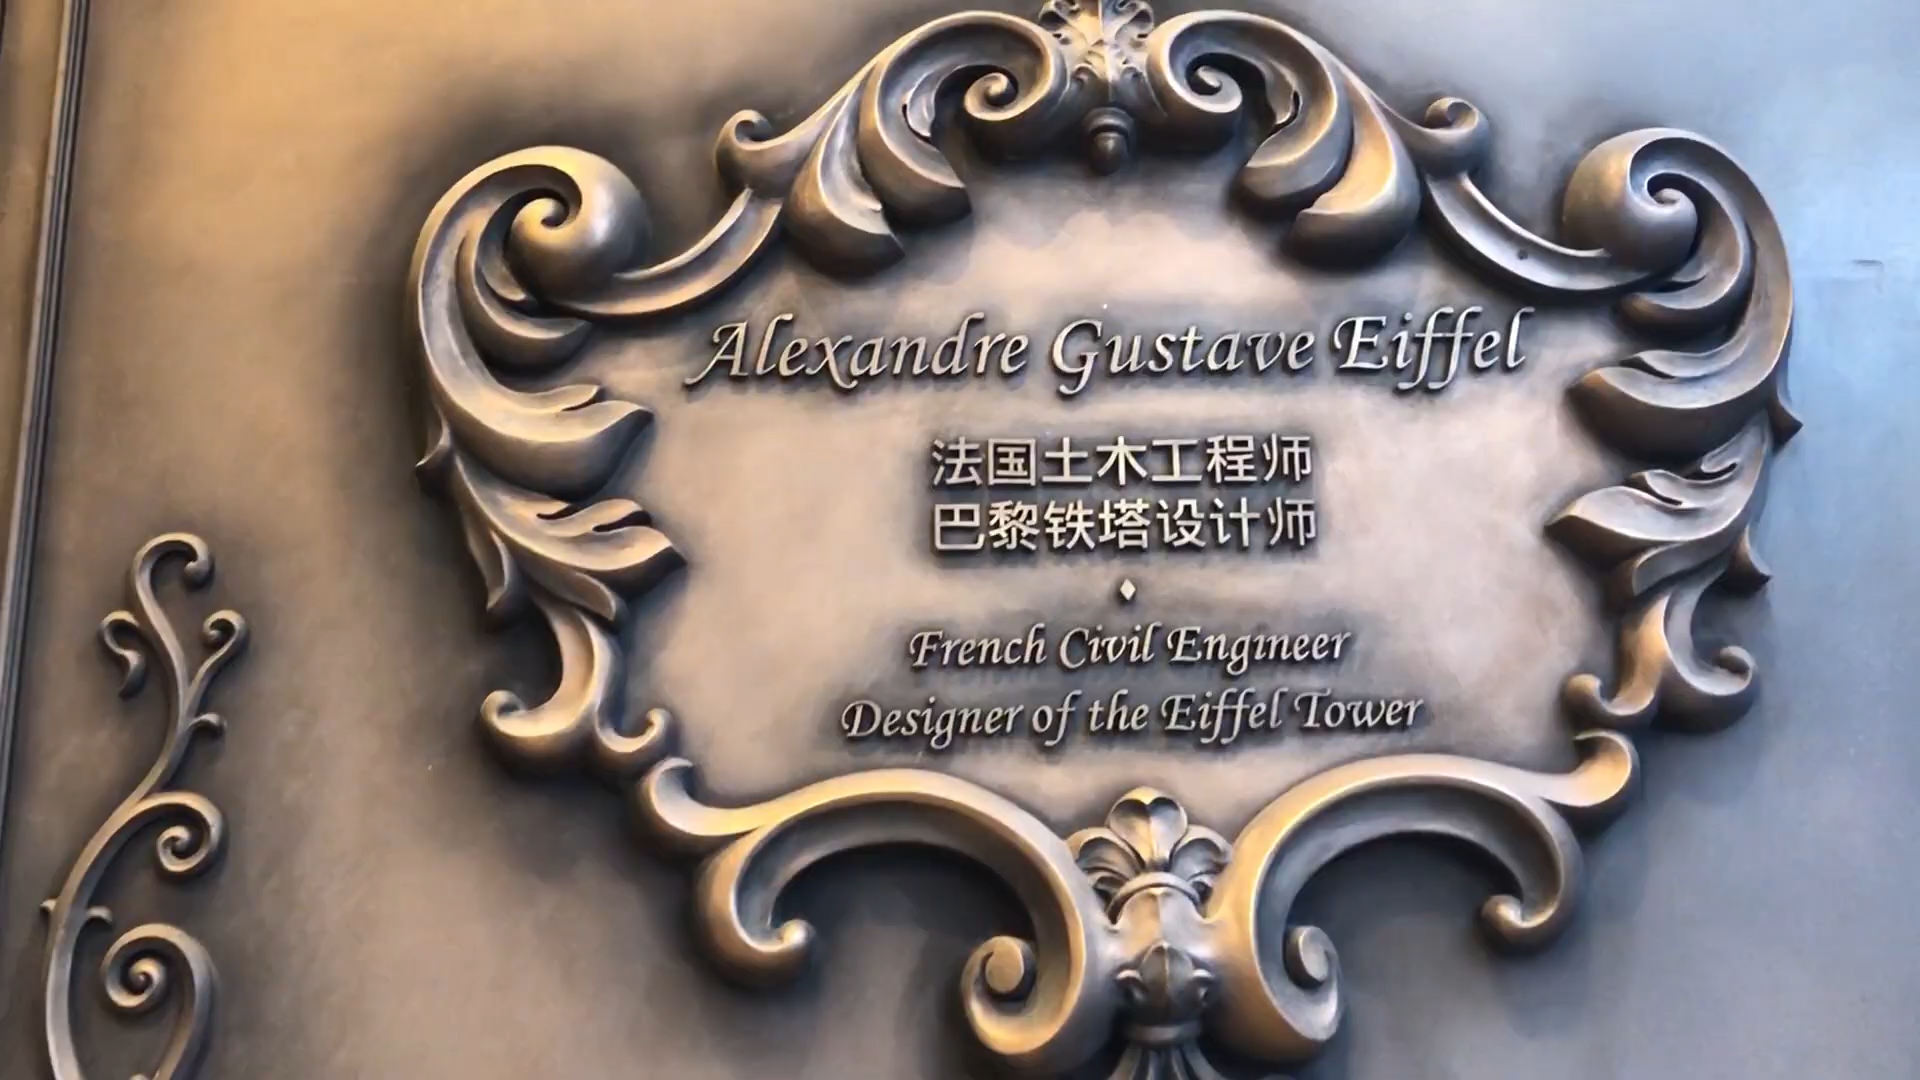 Alexandre Gustave Eiffel
法国土木工程师
巴黎铁塔设计师
French Civil Engineer
Designer of the Eiffel Tower